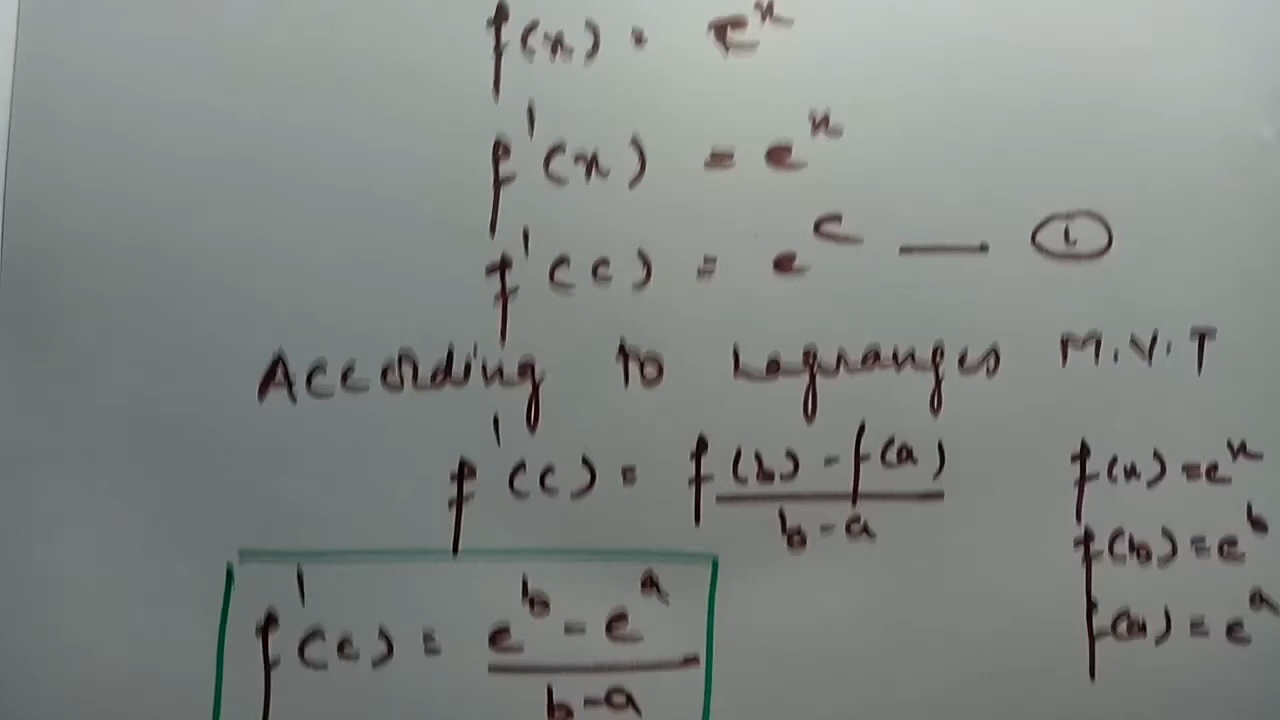 f(x) = e^x
f'(x) = e^x
f'(c) = e^c — ①
According to Lagranges M.V.T
f'(c) = f(b) - f(a) / b - a
f(x) = e^x
f(b) = e^b
f(a) = e^a
f'(c) = e^b - e^a / b - a